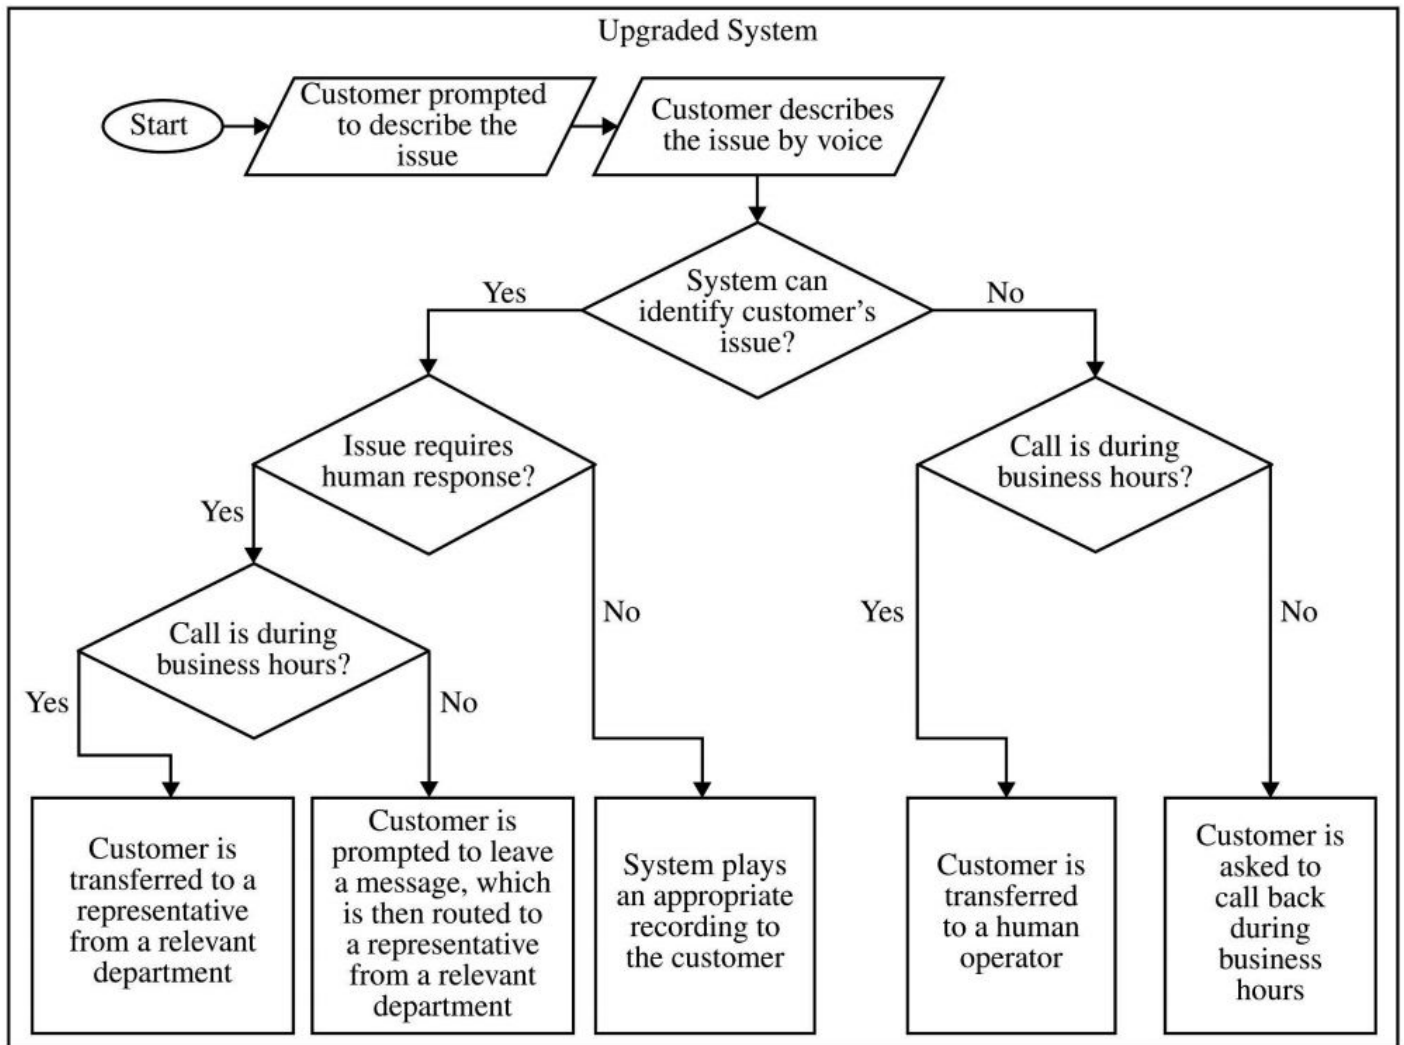 Upgraded System
Start
Customer prompted
to describe the
issue
Customer describes
the issue by voice
System can
identify customer's
issue?
Yes
No
Issue requires
human response?
Call is during
business hours?
Yes
No
Yes
No
Call is during
business hours?
Yes
No
Customer is
transferred to a
representative
from a relevant
department
Customer is
prompted to leave
a message, which
is then routed to
a representative
from a relevant
department
System plays
an appropriate
recording to
the customer
Customer is
transferred
to a human
operator
Customer is
asked to
call back
during
business
hours